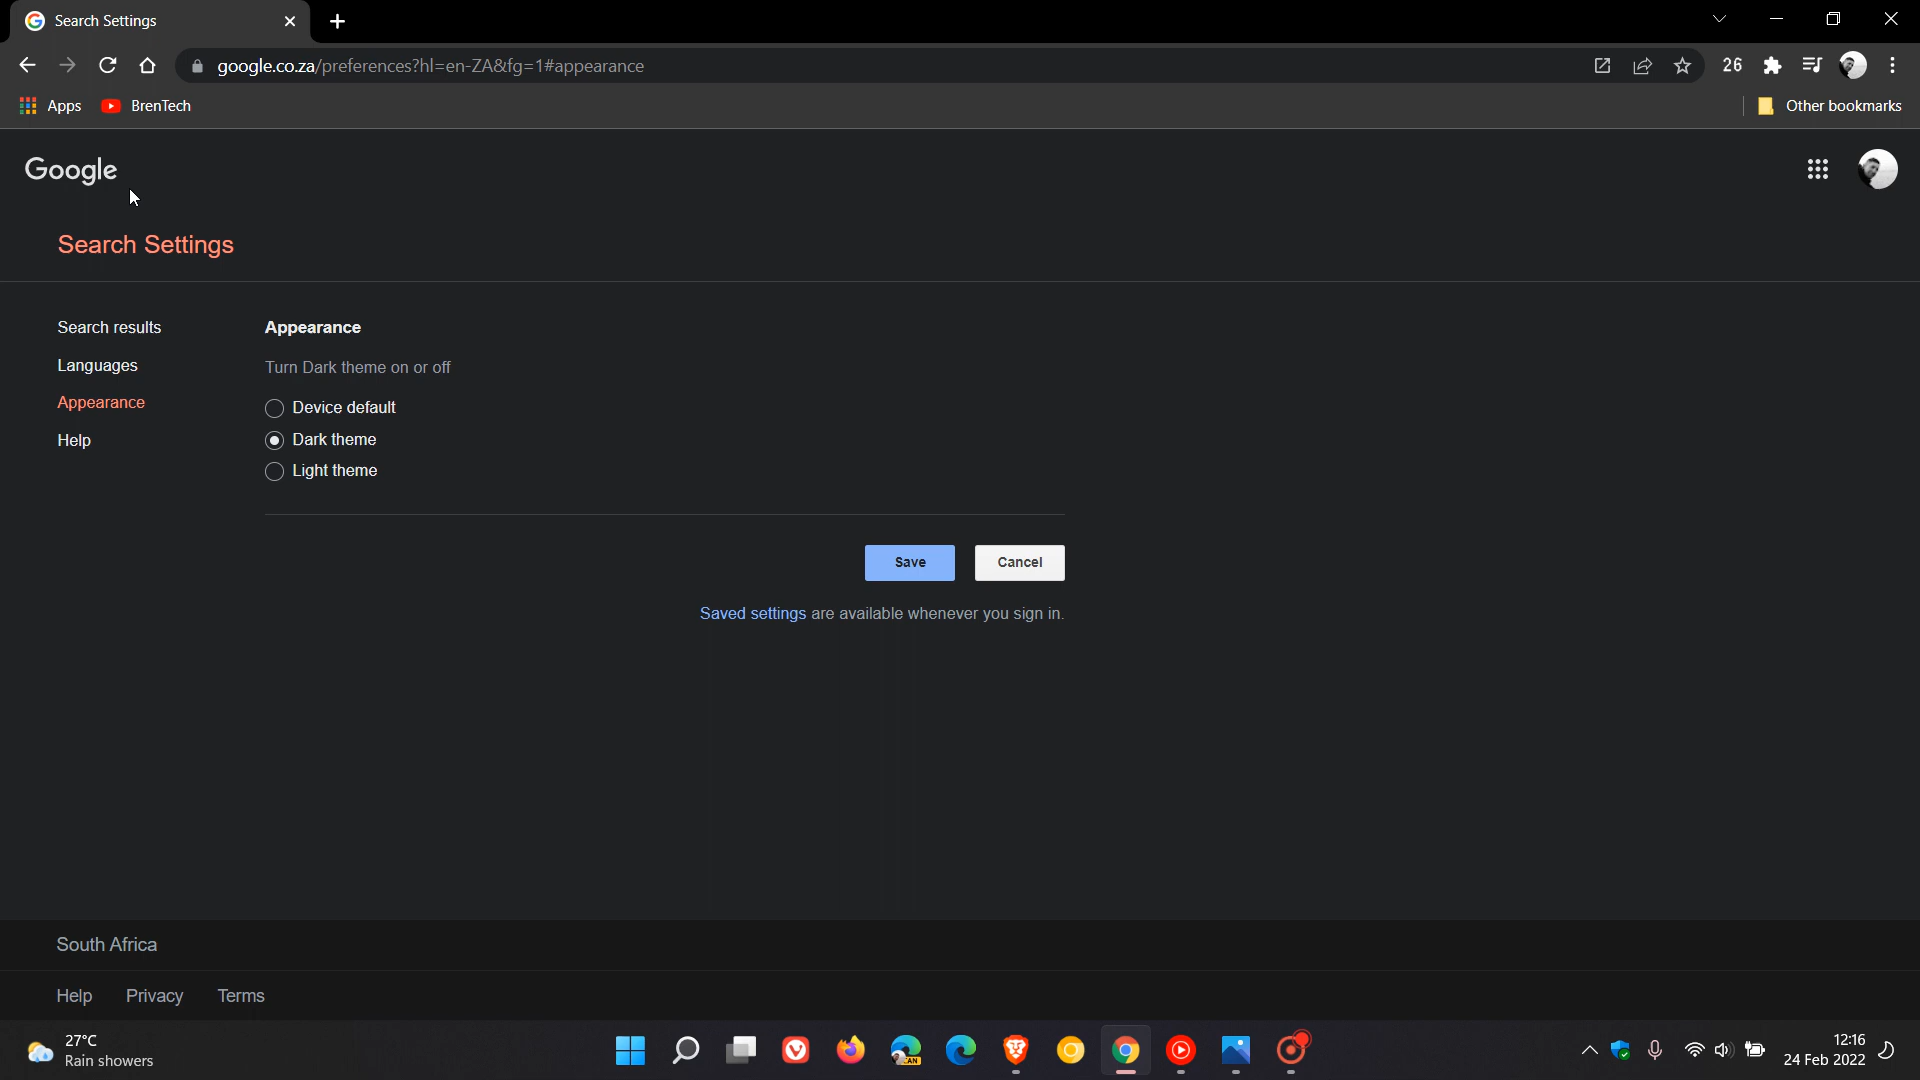 Search Settings
google.co.za/preferences?hl=en-ZA&fg=1#appearance
26
Apps
BrenTech
Other bookmarks
Google
Search Settings
Search results
Languages
Appearance
Help
Appearance
Turn Dark theme on or off
Device default
Dark theme
Light theme
Save
Cancel
Saved settings are available whenever you sign in.
South Africa
Help
Privacy
Terms
27°C
Rain showers
CAN
12:16
24 Feb 2022